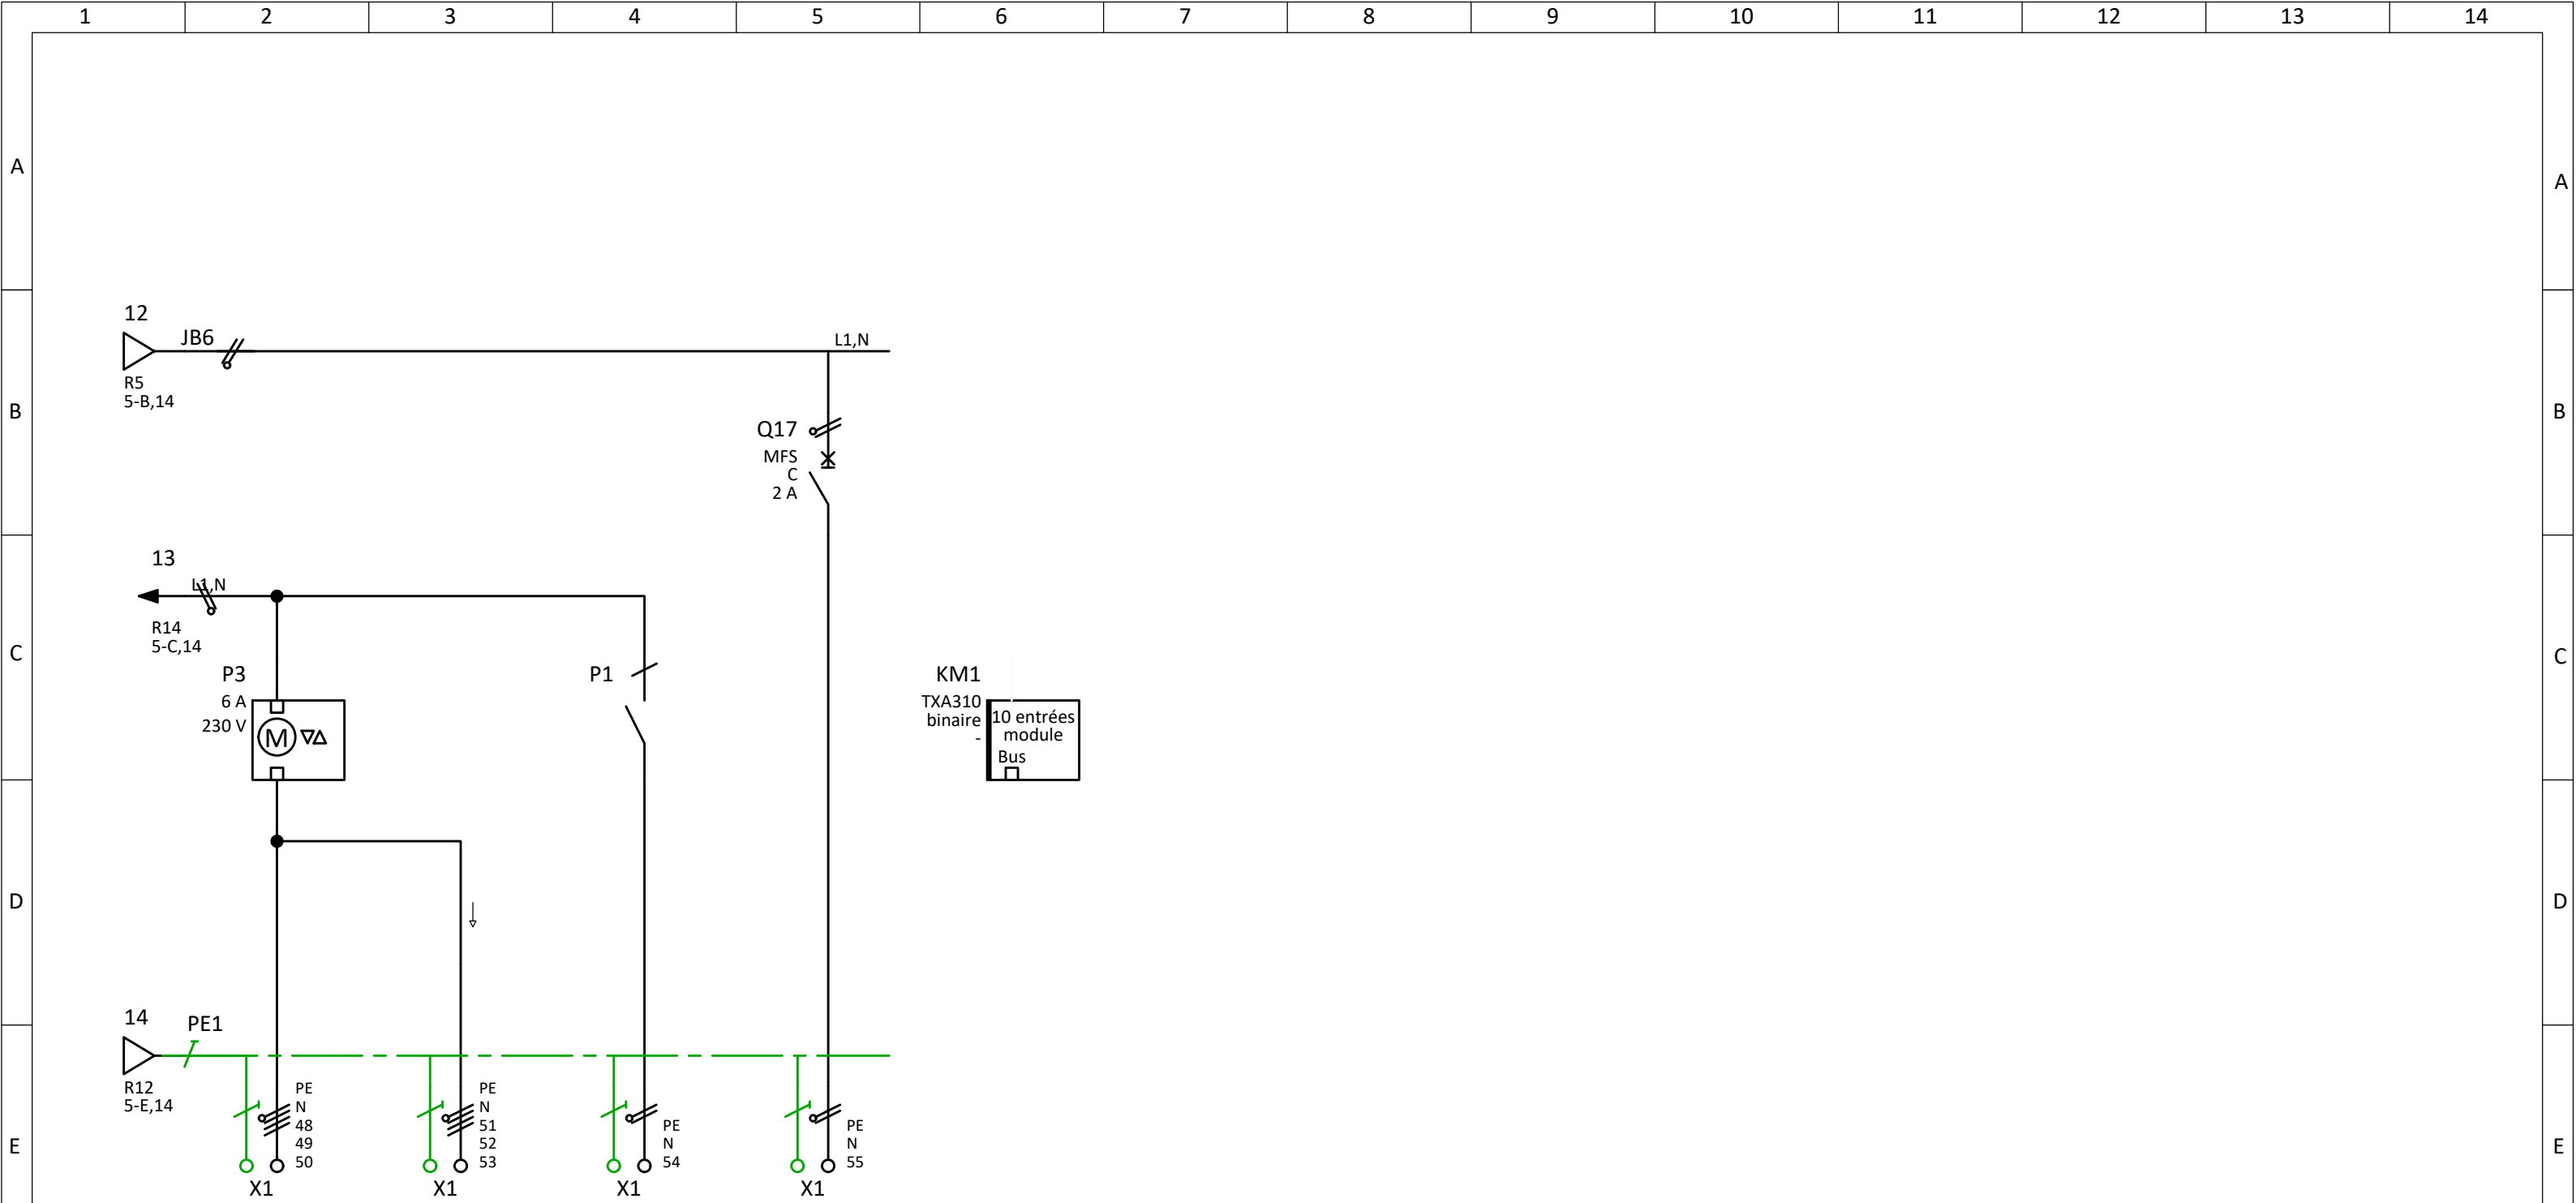 1 2 3 4 5 6 7 8 9 10 11 12 13 14
A A
12
JB6 L1,N
R5
5-B,14
B B
Q17
MFS
C
2 A
13
L1,N
R14
5-C,14
C C
P3
6 A
230 V
M
P1
KM1
TXA310
binaire
-
10 entrées
module
Bus
D D
14
PE1
R12
5-E,14
PE
N
48
49
50
X1
PE
N
51
52
53
X1
PE
N
54
X1
PE
N
55
X1
E E